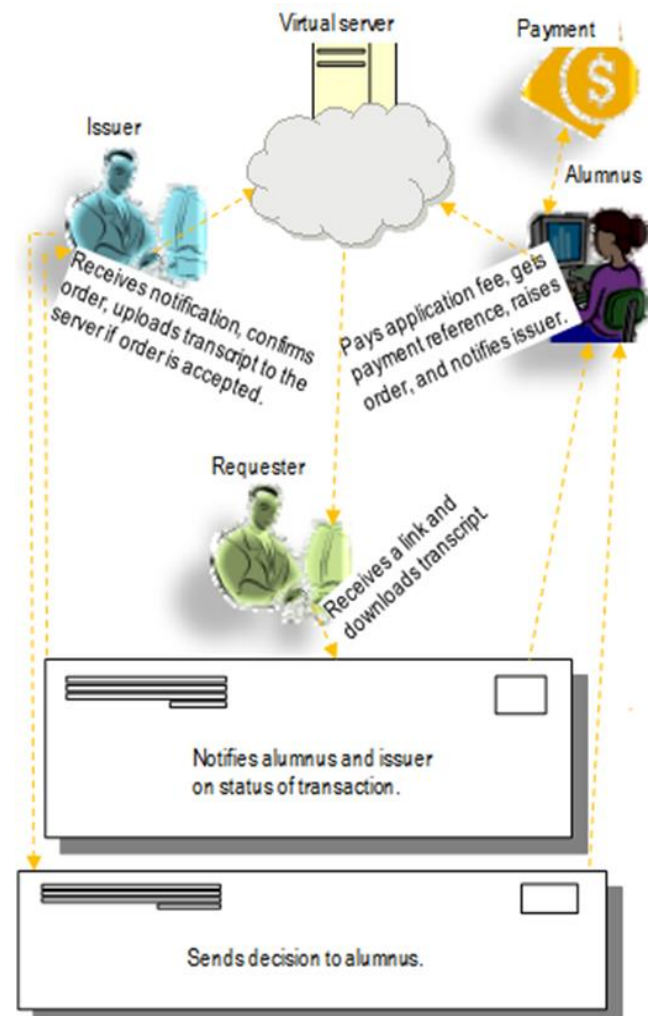 Virtual server
Payment
Issuer
Alumnus
Receives notification, confirms
order, uploads transcript to the
server if order is accepted.
Pays application fee, gets
payment reference, raises
order, and notifies issuer.
Requester
Receives a link and
downloads transcript.
Notifies alumnus and issuer
on status of transaction.
Sends decision to alumnus.